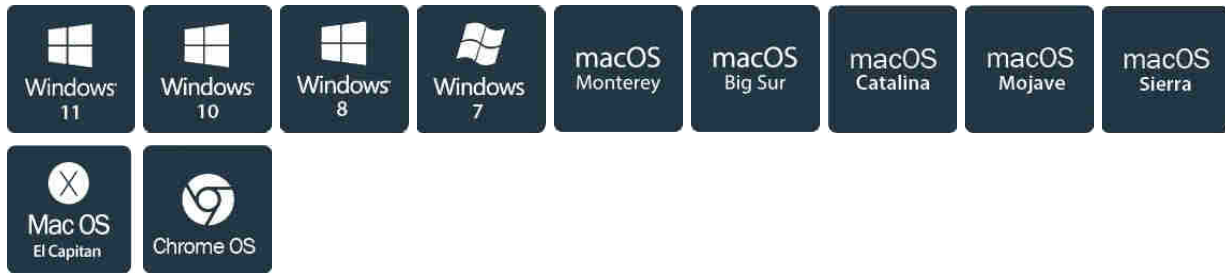 Windows
11
Windows
10
Windows
8
Windows
7
macOS
Monterey
macOS
Big Sur
macOS
Catalina
macOS
Mojave
macOS
Sierra
X
Mac OS
El Capitan
Chrome OS